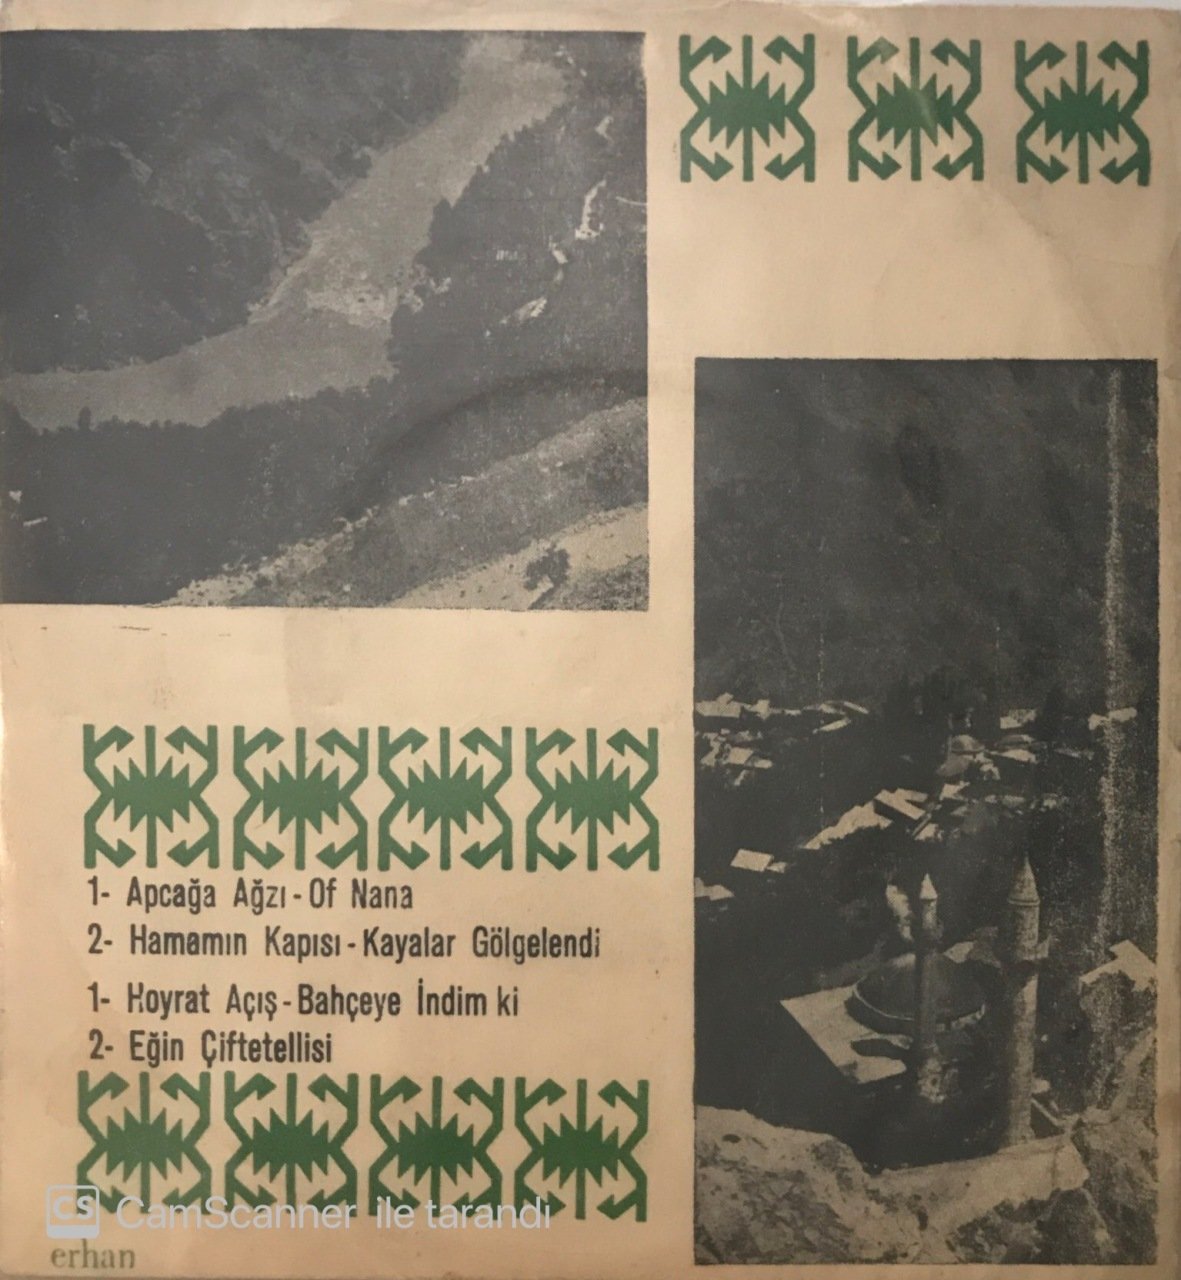 1- Apcağa Ağzı - Of Nana
2- Hamamın Kapısı - Kayalar Gölgelendi
1- Hoyrat Açış - Bahçeye İndim ki
2- Eğin Çiftetellisi
CS CamScanner ile tarandı
erhan